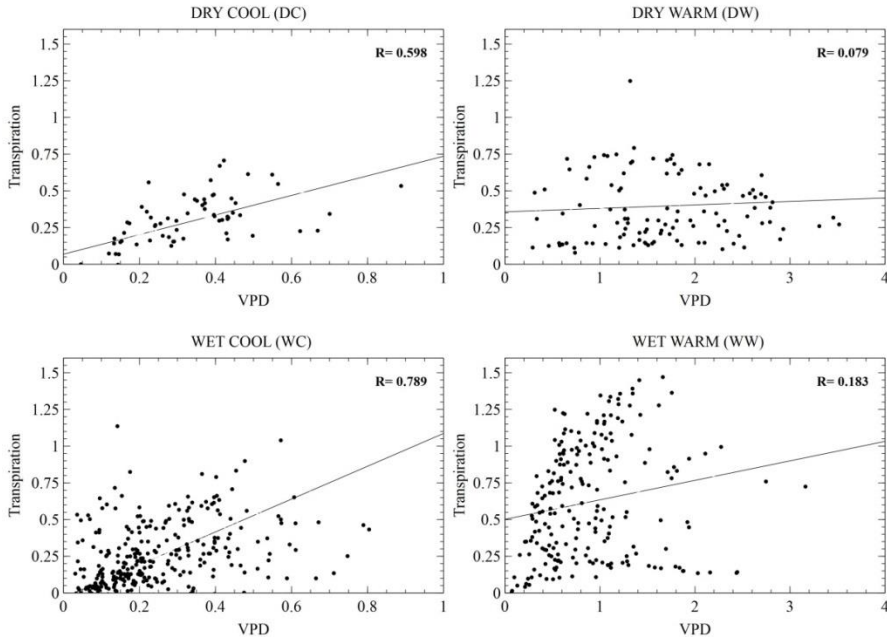 DRY COOL (DC)
R= 0.598
1.5
1.25
1
0.75
0.5
0.25
0
Transpiration
0 0.2 0.4 0.6 0.8 1
VPD
DRY WARM (DW)
R= 0.079
1.5
1.25
1
0.75
0.5
0.25
0
Transpiration
0 1 2 3 4
VPD
WET COOL (WC)
R= 0.789
1.5
1.25
1
0.75
0.5
0.25
0
Transpiration
0 0.2 0.4 0.6 0.8 1
VPD
WET WARM (WW)
R= 0.183
1.5
1.25
1
0.75
0.5
0.25
0
Transpiration
0 1 2 3 4
VPD